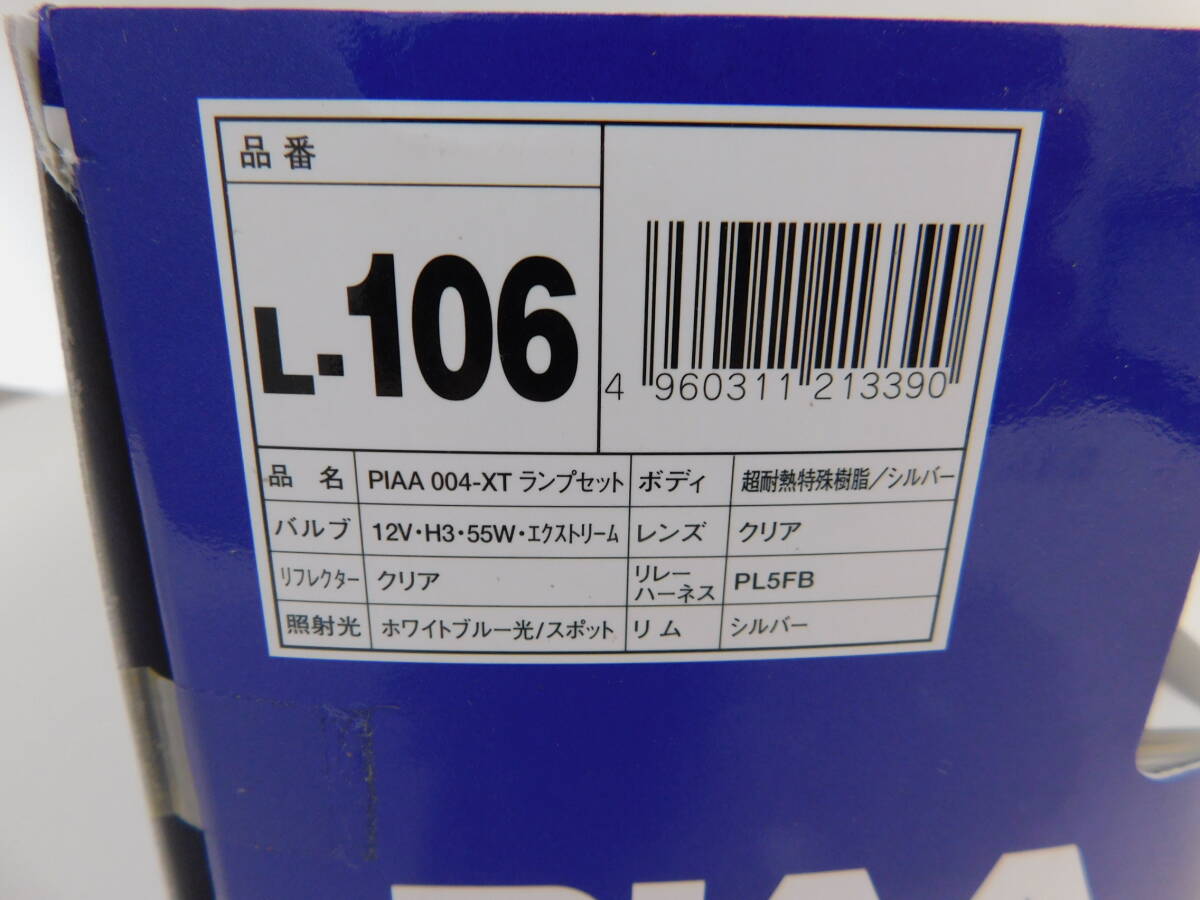 品番
L-106
4 960311 213390
品名 PIAA 004-XT ランプセット ボディ 超耐熱特殊樹脂/シルバー
バルブ 12V・H3・55W・エクストリーム レンズ クリア
リフレクター クリア リレーハーネス PL5FB
照射光 ホワイトブルー光/スポット リム シルバー
PIAA